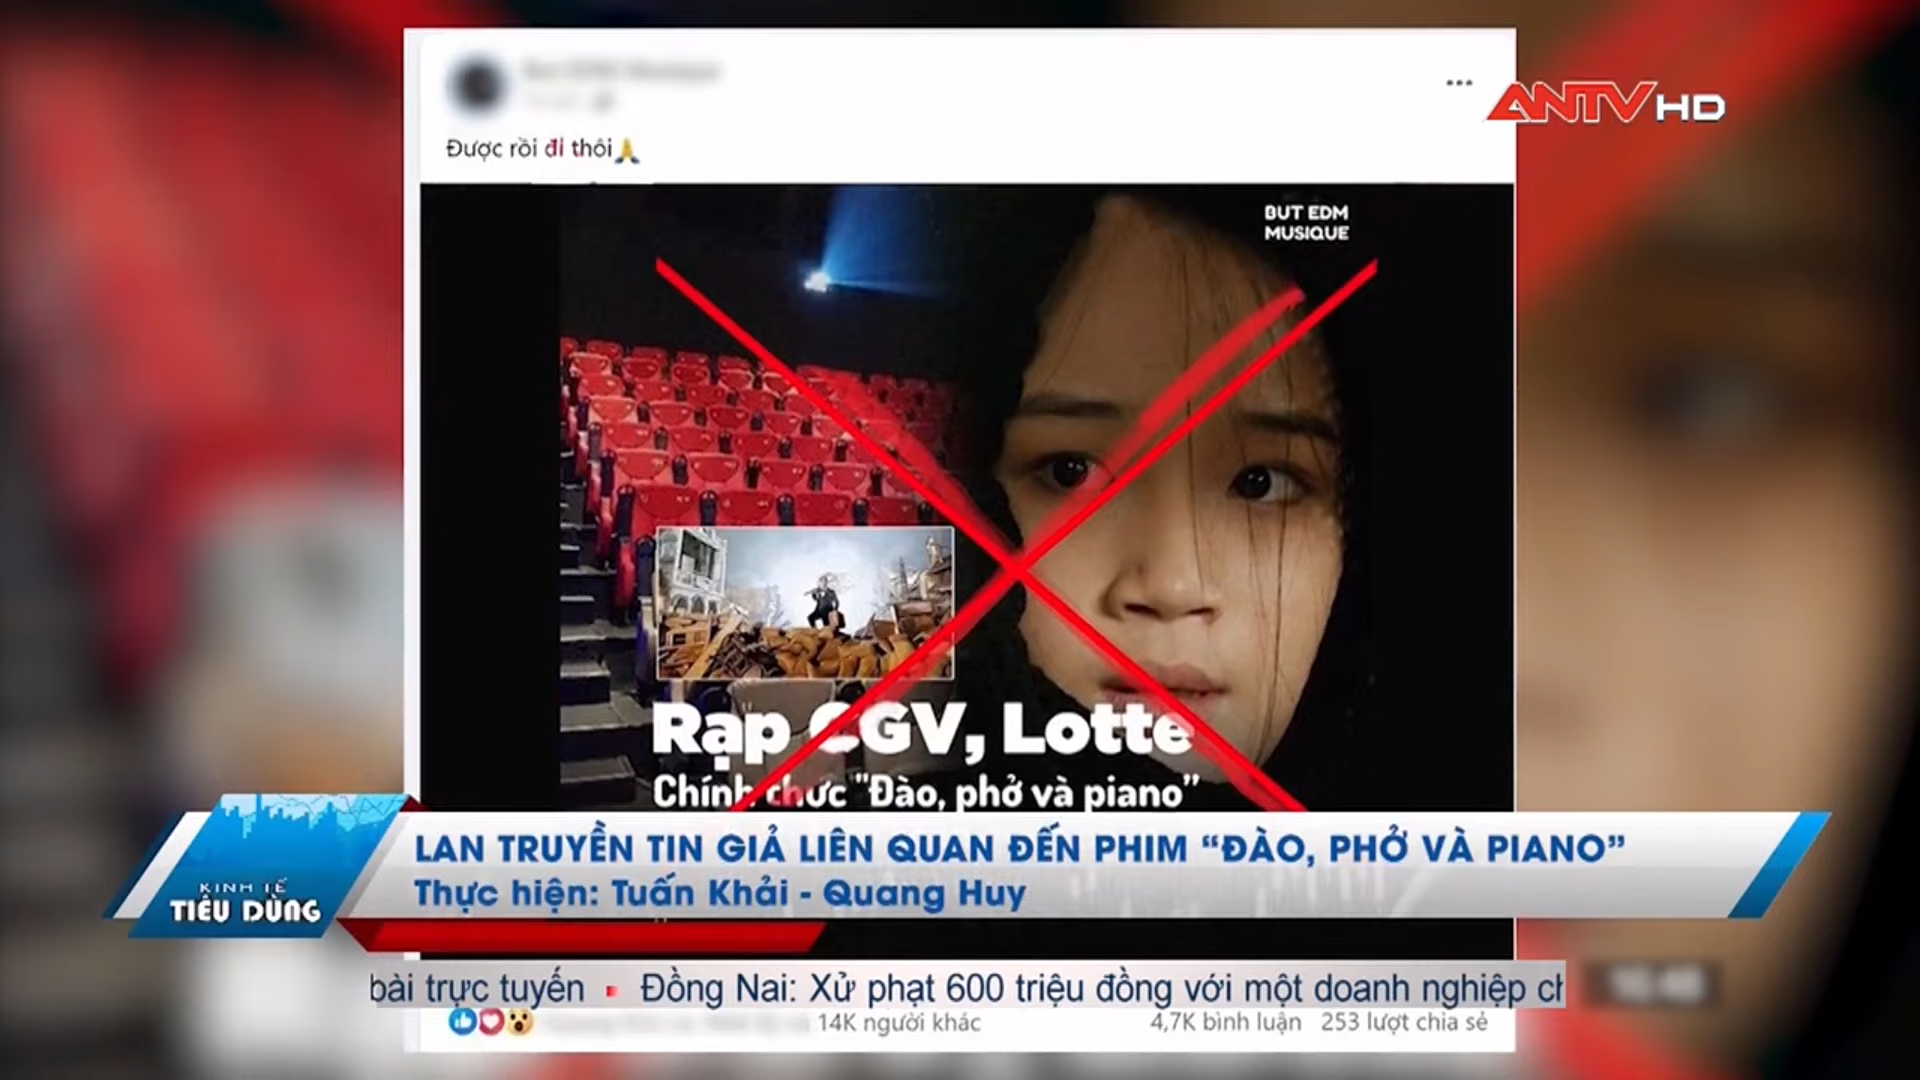 ANTV HD
Được rồi đi thôi🙏
BUT EDM
MUSIQUE
Rạp CGV, Lotte
Chính chức "Đào, phở và piano”
LAN TRUYỀN TIN GIẢ LIÊN QUAN ĐẾN PHIM “ĐÀO, PHỞ VÀ PIANO”
Thực hiện: Tuấn Khải - Quang Huy
KINH TẾ
TIÊU DÙNG
bài trực tuyến ▪ Đồng Nai: Xử phạt 600 triệu đồng với một doanh nghiệp ch
14K người khác
4,7K bình luận 253 lượt chia sẻ